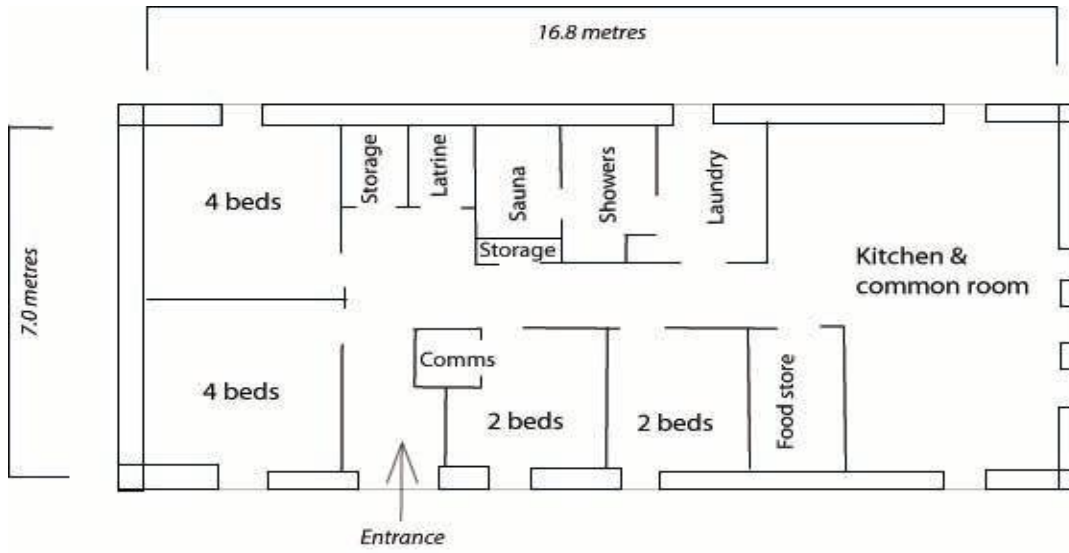 16.8 metres
7.0 metres
4 beds
Storage
Latrine
Sauna
Storage
Showers
Laundry
Kitchen &
common room
4 beds
Comms
2 beds
2 beds
Food store
Entrance